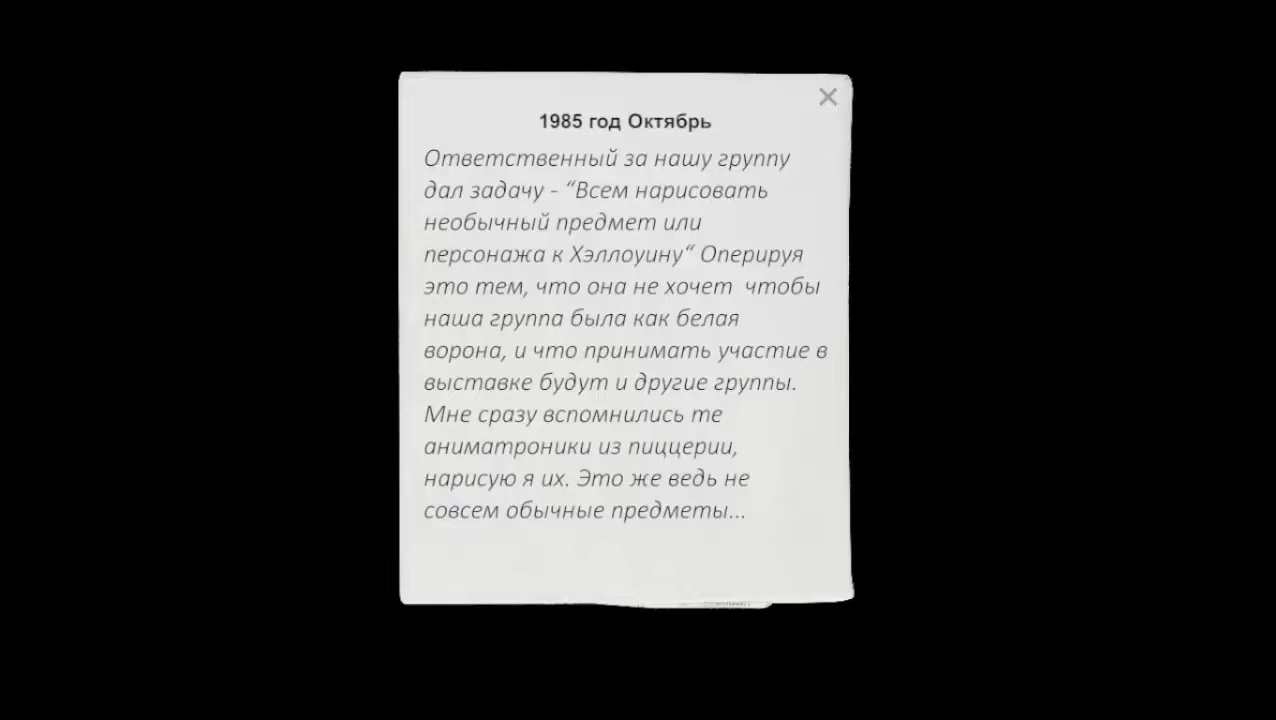 1985 год Октябрь
Ответственный за нашу группу
дал задачу - “Всем нарисовать
необычный предмет или
персонажа к Хэллоуину“ Оперируя
это тем, что она не хочет чтобы
наша группа была как белая
ворона, и что принимать участие в
выставке будут и другие группы.
Мне сразу вспомнились те
аниматроники из пиццерии,
нарисую я их. Это же ведь не
совсем обычные предметы...